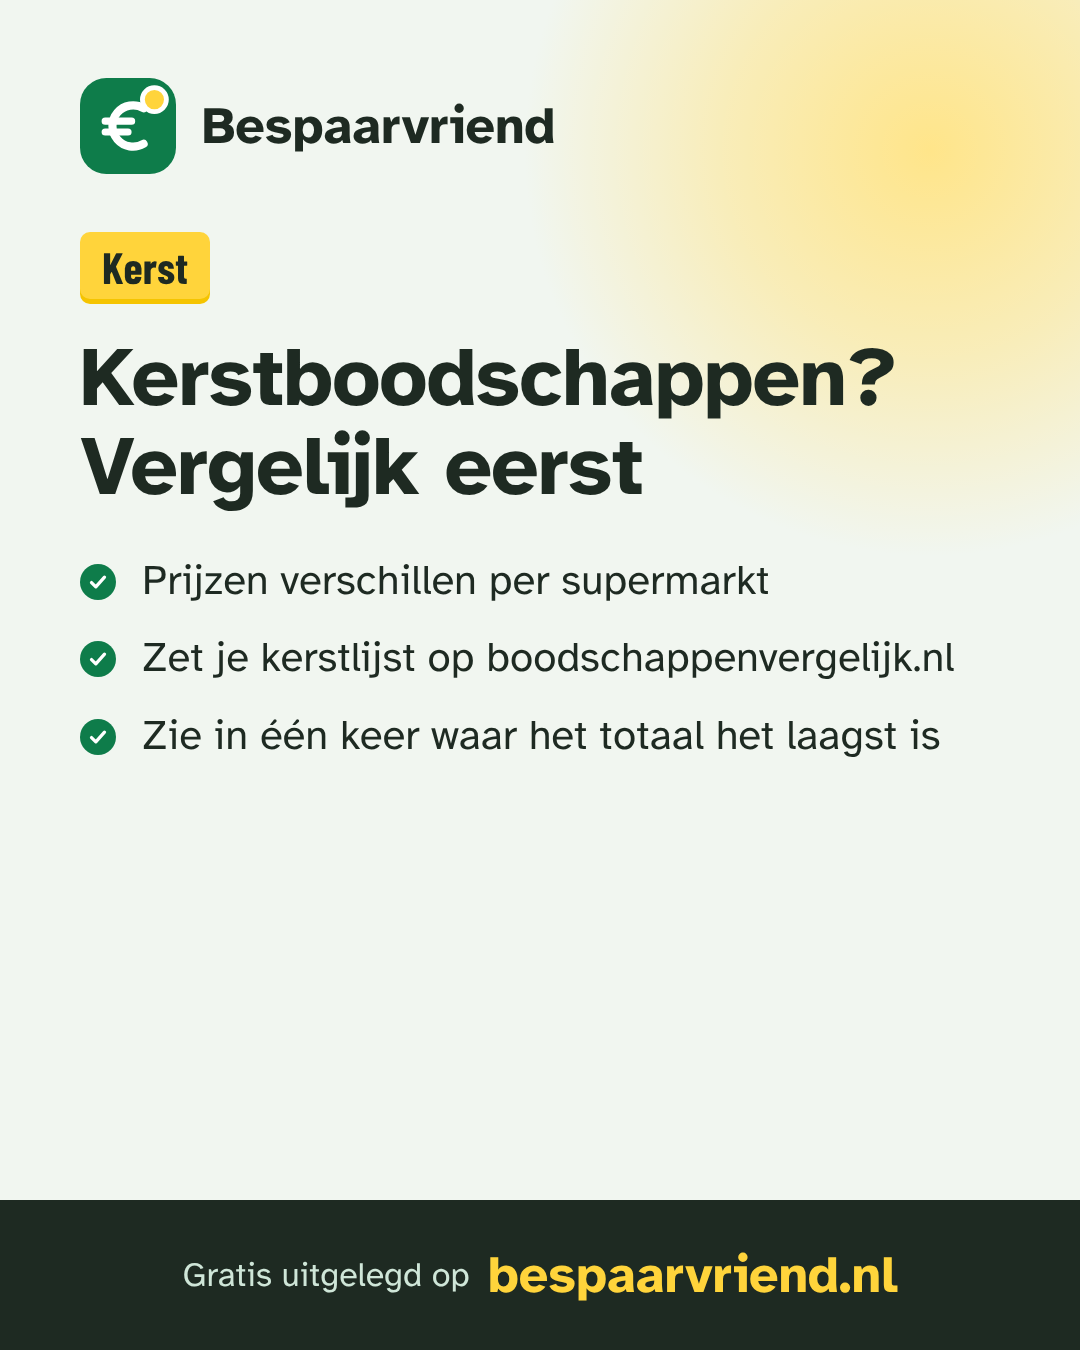 Bespaarvriend
Kerst
Kerstboodschappen?
Vergelijk eerst
Prijzen verschillen per supermarkt
Zet je kerstlijst op boodschappenvergelijk.nl
Zie in één keer waar het totaal het laagst is
Gratis uitgelegd op bespaarvriend.nl